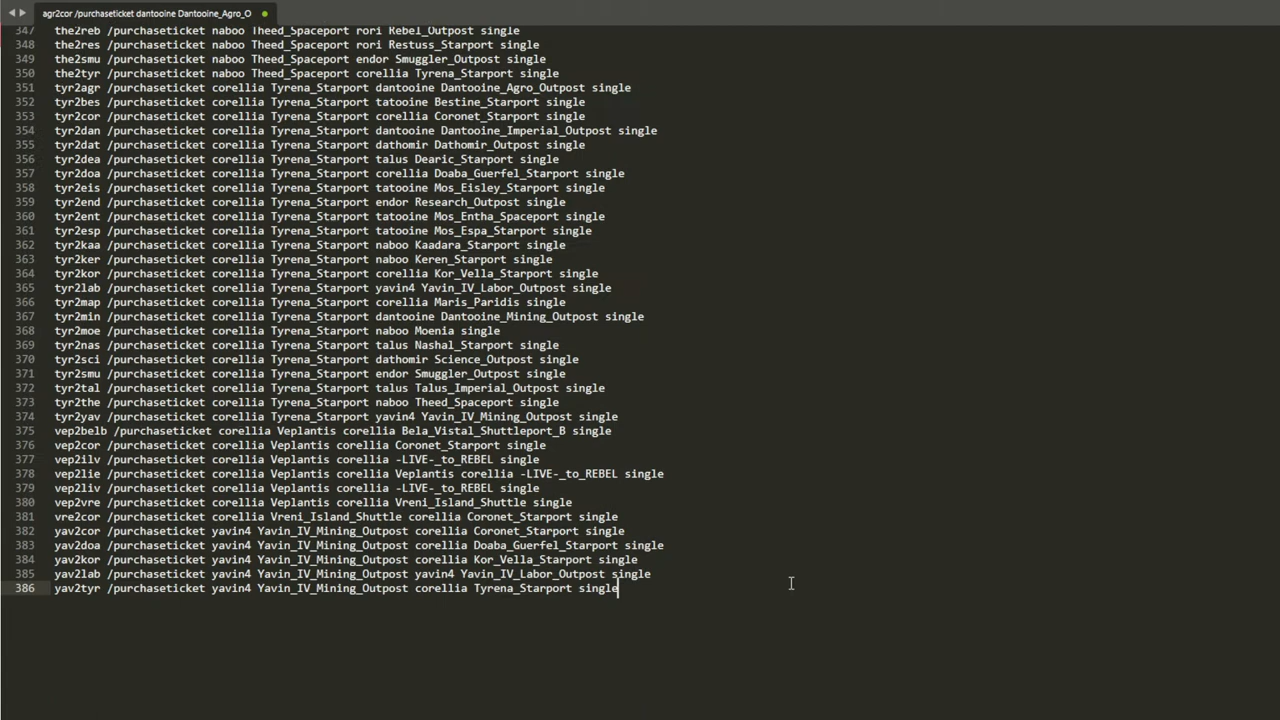 agr2cor /purchaseticket dantooine Dantooine_Agro_O
347 the2reb /purchaseticket naboo Theed_Spaceport rori Rebel_Outpost single
348 the2res /purchaseticket naboo Theed_Spaceport rori Restuss_Starport single
349 the2smu /purchaseticket naboo Theed_Spaceport endor Smuggler_Outpost single
350 the2tyr /purchaseticket naboo Theed_Spaceport corellia Tyrena_Starport single
351 tyr2agr /purchaseticket corellia Tyrena_Starport dantooine Dantooine_Agro_Outpost single
352 tyr2bes /purchaseticket corellia Tyrena_Starport tatooine Bestine_Starport single
353 tyr2cor /purchaseticket corellia Tyrena_Starport corellia Coronet_Starport single
354 tyr2dan /purchaseticket corellia Tyrena_Starport dantooine Dantooine_Imperial_Outpost single
355 tyr2dat /purchaseticket corellia Tyrena_Starport dathomir Dathomir_Outpost single
356 tyr2dea /purchaseticket corellia Tyrena_Starport talus Dearic_Starport single
357 tyr2doa /purchaseticket corellia Tyrena_Starport corellia Doaba_Guerfel_Starport single
358 tyr2eis /purchaseticket corellia Tyrena_Starport tatooine Mos_Eisley_Starport single
359 tyr2end /purchaseticket corellia Tyrena_Starport endor Research_Outpost single
360 tyr2ent /purchaseticket corellia Tyrena_Starport tatooine Mos_Entha_Spaceport single
361 tyr2esp /purchaseticket corellia Tyrena_Starport tatooine Mos_Espa_Starport single
362 tyr2kaa /purchaseticket corellia Tyrena_Starport naboo Kaadara_Starport single
363 tyr2ker /purchaseticket corellia Tyrena_Starport naboo Keren_Starport single
364 tyr2kor /purchaseticket corellia Tyrena_Starport corellia Kor_Vella_Starport single
365 tyr2lab /purchaseticket corellia Tyrena_Starport yavin4 Yavin_IV_Labor_Outpost single
366 tyr2map /purchaseticket corellia Tyrena_Starport corellia Maris_Paridis single
367 tyr2min /purchaseticket corellia Tyrena_Starport dantooine Dantooine_Mining_Outpost single
368 tyr2moe /purchaseticket corellia Tyrena_Starport naboo Moenia single
369 tyr2nas /purchaseticket corellia Tyrena_Starport talus Nashal_Starport single
370 tyr2sci /purchaseticket corellia Tyrena_Starport dathomir Science_Outpost single
371 tyr2smu /purchaseticket corellia Tyrena_Starport endor Smuggler_Outpost single
372 tyr2tal /purchaseticket corellia Tyrena_Starport talus Talus_Imperial_Outpost single
373 tyr2the /purchaseticket corellia Tyrena_Starport naboo Theed_Spaceport single
374 tyr2yav /purchaseticket corellia Tyrena_Starport yavin4 Yavin_IV_Mining_Outpost single
375 vep2belb /purchaseticket corellia Veplantis corellia Bela_Vistal_Shuttleport_B single
376 vep2cor /purchaseticket corellia Veplantis corellia Coronet_Starport single
377 vep2ilv /purchaseticket corellia Veplantis corellia -LIVE-_to_REBEL single
378 vep2lie /purchaseticket corellia Veplantis corellia Veplantis corellia -LIVE-_to_REBEL single
379 vep2liv /purchaseticket corellia Veplantis corellia -LIVE-_to_REBEL single
380 vep2vre /purchaseticket corellia Veplantis corellia Vreni_Island_Shuttle single
381 vre2cor /purchaseticket corellia Vreni_Island_Shuttle corellia Coronet_Starport single
382 yav2cor /purchaseticket yavin4 Yavin_IV_Mining_Outpost corellia Coronet_Starport single
383 yav2doa /purchaseticket yavin4 Yavin_IV_Mining_Outpost corellia Doaba_Guerfel_Starport single
384 yav2kor /purchaseticket yavin4 Yavin_IV_Mining_Outpost corellia Kor_Vella_Starport single
385 yav2lab /purchaseticket yavin4 Yavin_IV_Mining_Outpost yavin4 Yavin_IV_Labor_Outpost single
386 yav2tyr /purchaseticket yavin4 Yavin_IV_Mining_Outpost corellia Tyrena_Starport single